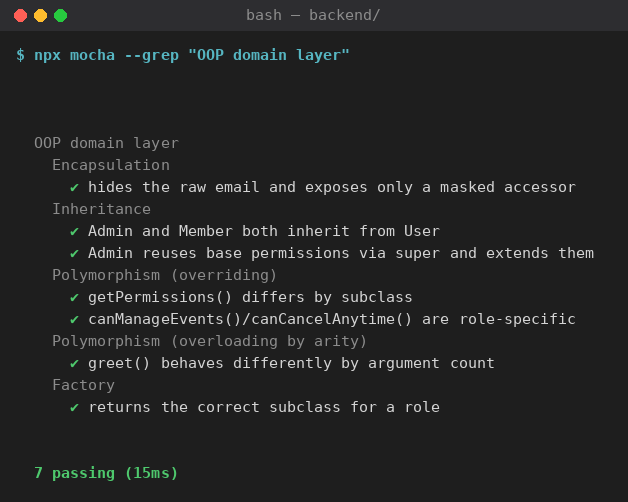 bash — backend/
$ npx mocha --grep "OOP domain layer"
OOP domain layer
Encapsulation
✔ hides the raw email and exposes only a masked accessor
Inheritance
✔ Admin and Member both inherit from User
✔ Admin reuses base permissions via super and extends them
Polymorphism (overriding)
✔ getPermissions() differs by subclass
✔ canManageEvents()/canCancelAnytime() are role-specific
Polymorphism (overloading by arity)
✔ greet() behaves differently by argument count
Factory
✔ returns the correct subclass for a role
7 passing (15ms)